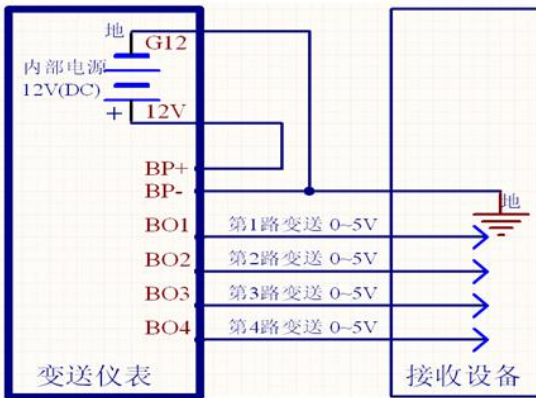 地
G12
内部电源
12V(DC)
+
12V
BP+
BP-
地
BO1
第1路变送 0~5V
BO2
第2路变送 0~5V
BO3
第3路变送 0~5V
BO4
第4路变送 0~5V
变送仪表
接收设备